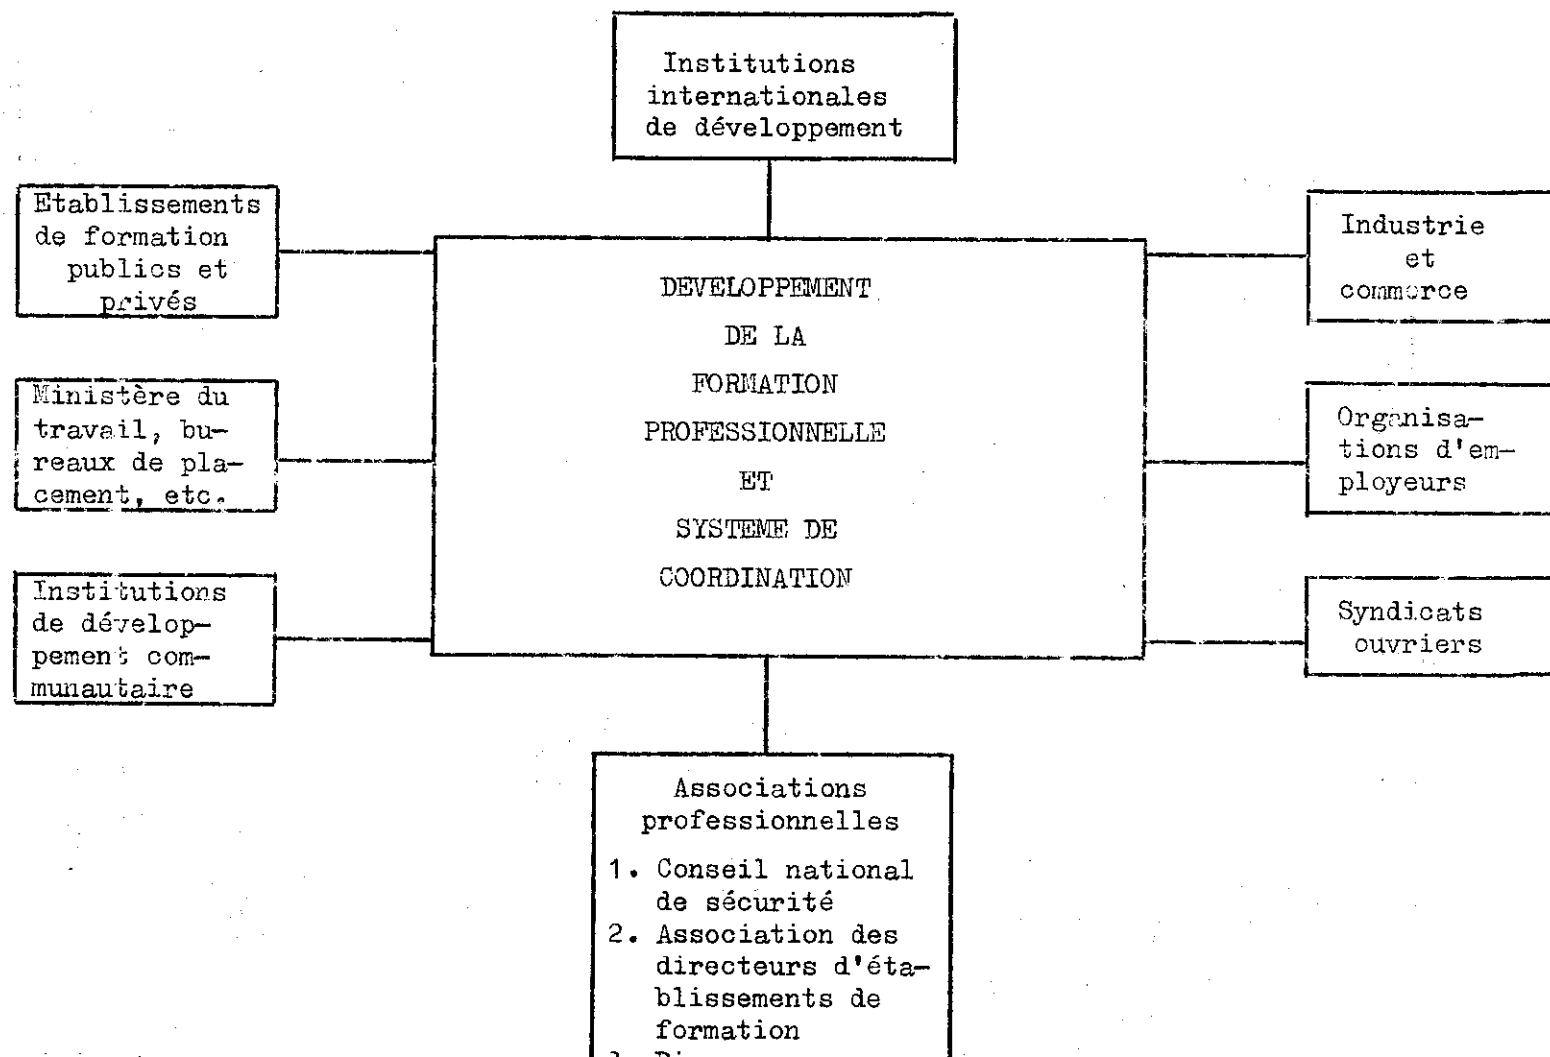 Institutions
internationales
de développement
Etablissements
de formation
publics et
privés
Ministère du
travail, bu-
reaux de pla-
cement, etc.
Institutions
de dévelop-
pement com-
munautaire
DEVELOPPEMENT
DE LA
FORMATION
PROFESSIONNELLE
ET
SYSTEME DE
COORDINATION
Industrie
et
commerce
Organisa-
tions d'em-
ployeurs
Syndicats
ouvriers
Associations
professionnelles
1. Conseil national
de sécurité
2. Association des
directeurs d'éta-
blissements de
formation